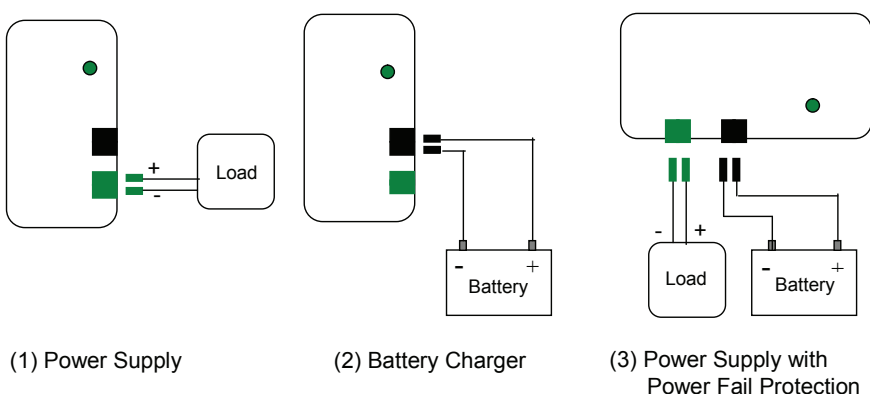 +
-
Load
- +
Battery
- +
Load
- +
Battery
(1) Power Supply
(2) Battery Charger
(3) Power Supply with
Power Fail Protection